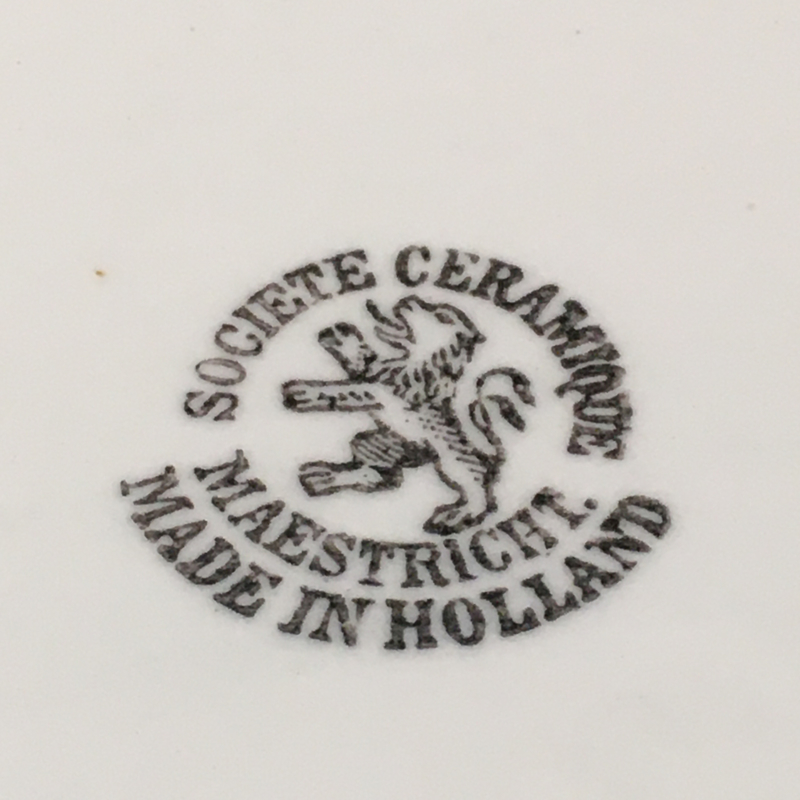 SOCIETE CERAMIQUE
MAESTRICHT.
MADE IN HOLLAND